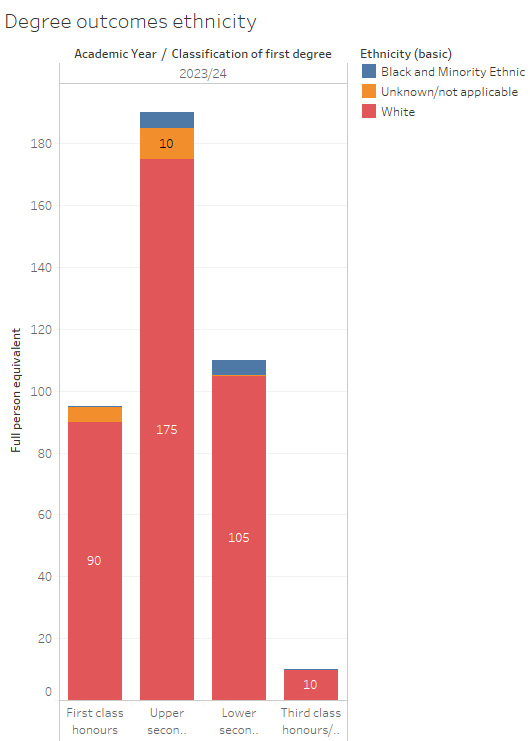 Degree outcomes ethnicity
Academic Year / Classification of first degree
2023/24
Ethnicity (basic)
Black and Minority Ethnic
Unknown/not applicable
White
Full person equivalent
180
160
140
120
100
80
60
40
20
0
10
175
105
90
10
First class
honours
Upper
secon..
Lower
secon..
Third class
honours/..